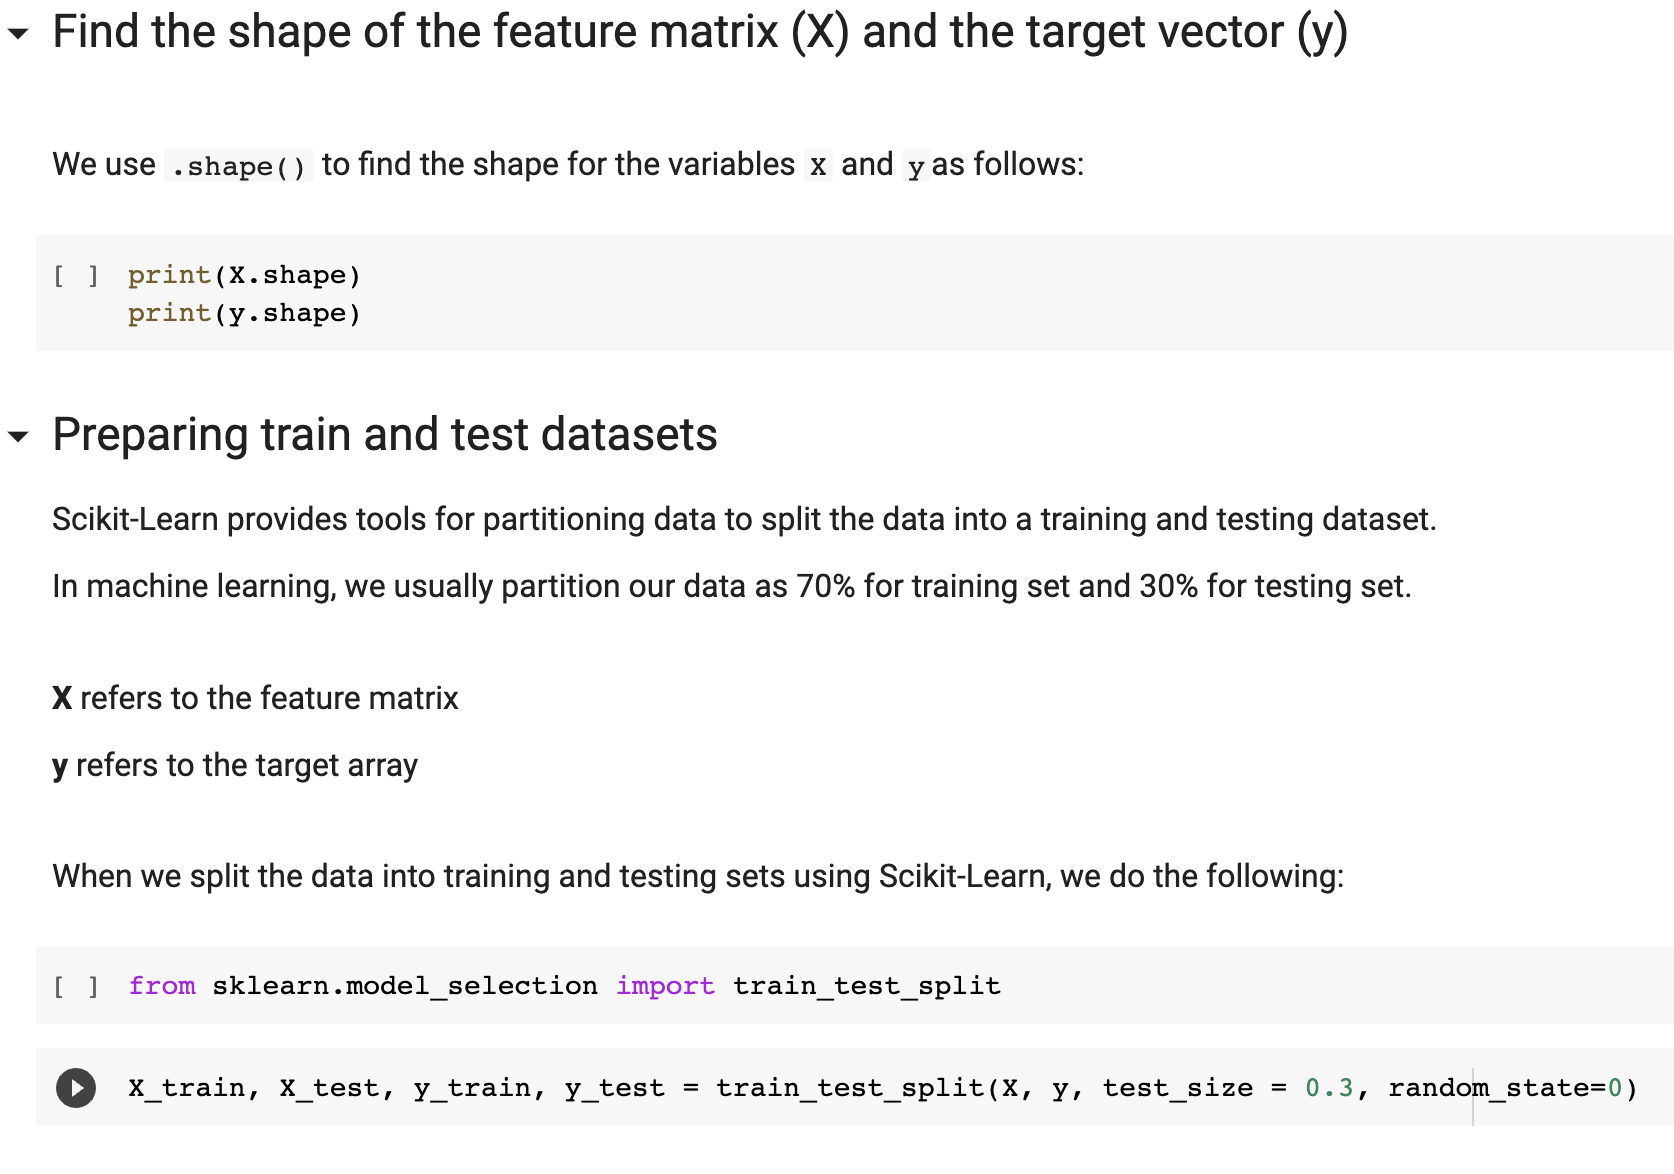 Find the shape of the feature matrix (X) and the target vector (y)
We use .shape() to find the shape for the variables X and y as follows:
[ ] print(X.shape)
print(y.shape)
Preparing train and test datasets
Scikit-Learn provides tools for partitioning data to split the data into a training and testing dataset.
In machine learning, we usually partition our data as 70% for training set and 30% for testing set.
X refers to the feature matrix
y refers to the target array
When we split the data into training and testing sets using Scikit-Learn, we do the following:
[ ] from sklearn.model_selection import train_test_split
X_train, X_test, y_train, y_test = train_test_split(X, y, test_size = 0.3, random_state=0)